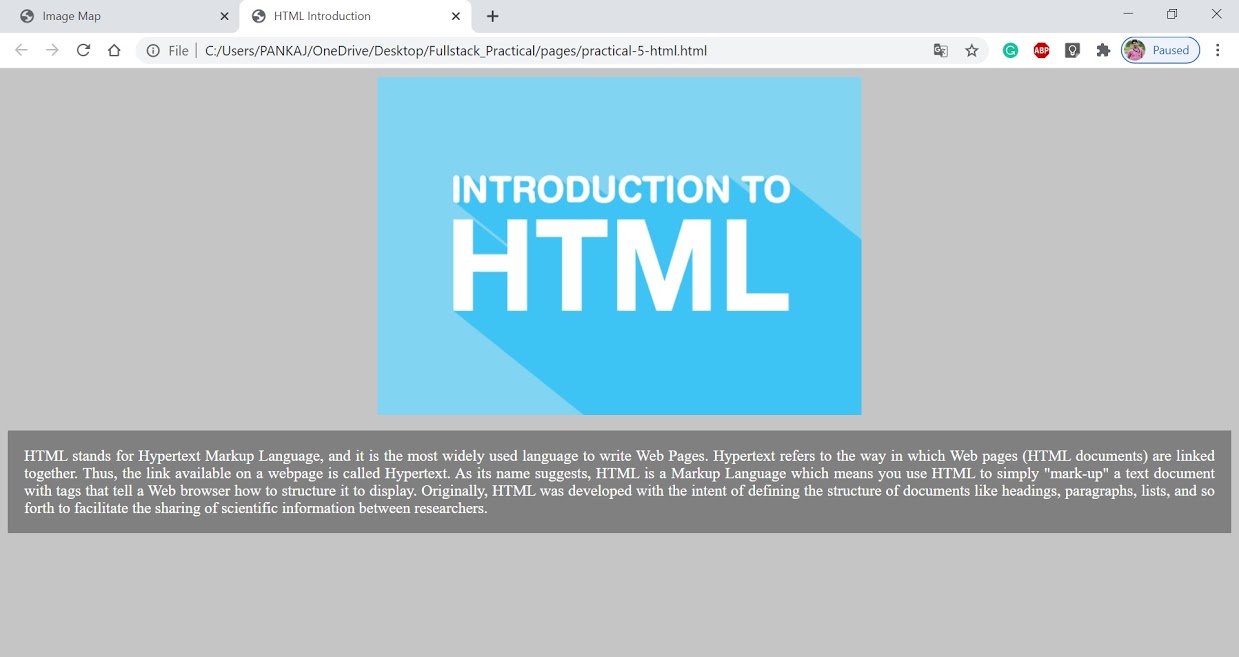 Image Map
HTML Introduction
File
C:/Users/PANKAJ/OneDrive/Desktop/Fullstack_Practical/pages/practical-5-html.html
ABP
Paused
INTRODUCTION TO
HTML
HTML stands for Hypertext Markup Language, and it is the most widely used language to write Web Pages. Hypertext refers to the way in which Web pages (HTML documents) are linked
together. Thus, the link available on a webpage is called Hypertext. As its name suggests, HTML is a Markup Language which means you use HTML to simply "mark-up" a text document
with tags that tell a Web browser how to structure it to display. Originally, HTML was developed with the intent of defining the structure of documents like headings, paragraphs, lists, and so
forth to facilitate the sharing of scientific information between researchers.